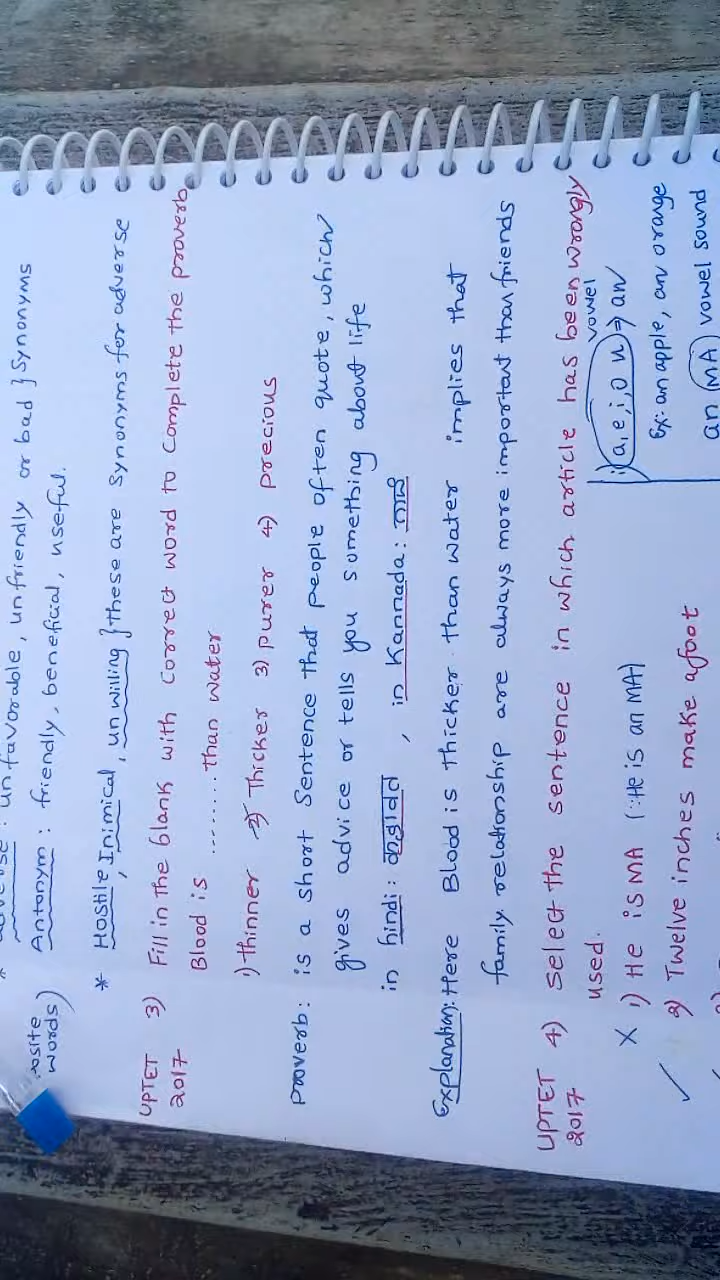 unfavorable, unfriendly or bad } Synonyms
Antonym : friendly, beneficial, useful.
words)
* Hostile, Inimical, unwilling } these are Synonyms for adverse
UPTET 3) Fill in the blank with Correct word to Complete the proverb
2017 Blood is ........ than water
1) thinner 2) Thicker 3) purer 4) precious
Proverb: is a short Sentence that people often quote, which
gives advice or tells you something about life
in hindi : कहावत , in Kannada : ಗಾದೆ
Explanation: Here Blood is thicker than water implies that
family relationship are always more important than friends
UPTET 4) Select the sentence in which article has been wrongly
2017 used.
vowel
X 1) He is MA (:He is an MA) 1) a, e, i, o u => an
Ex: an apple, an orange
✓ 2) Twelve inches make a foot an MA vowel sound